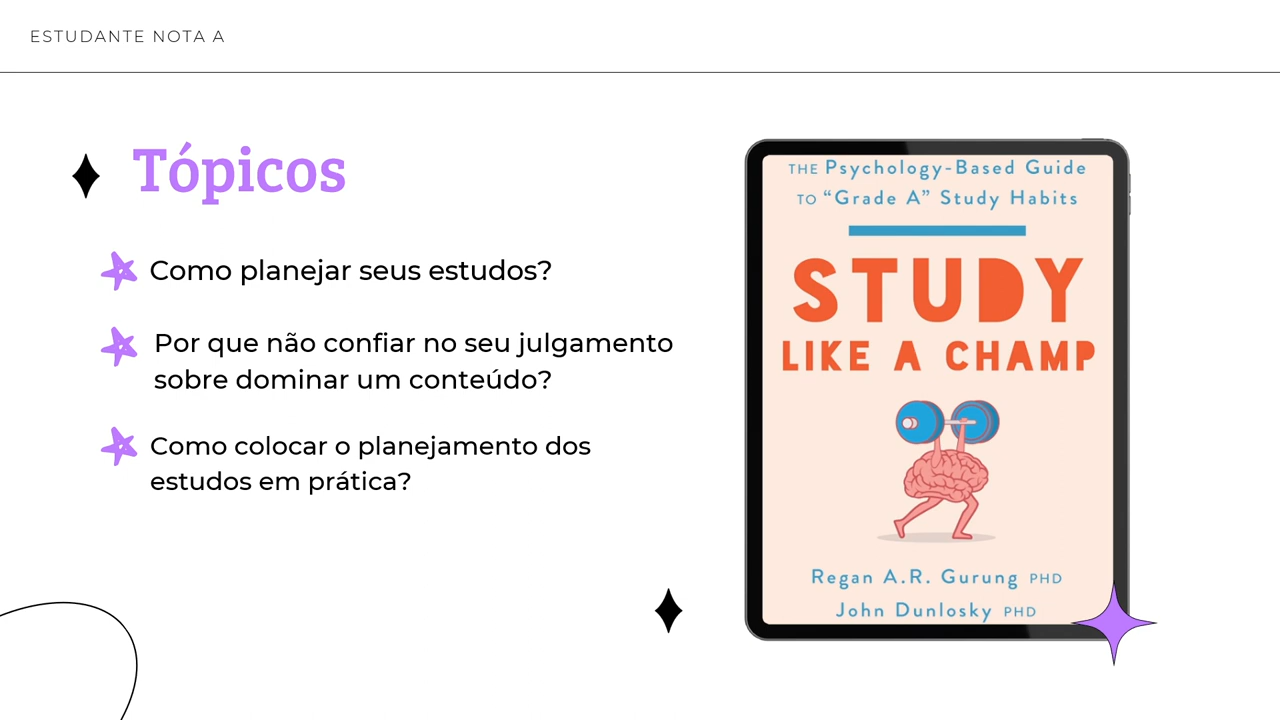 ESTUDANTE NOTA A
Tópicos
Como planejar seus estudos?
Por que não confiar no seu julgamento
sobre dominar um conteúdo?
Como colocar o planejamento dos
estudos em prática?
THE Psychology-Based Guide
TO “Grade A” Study Habits
STUDY
LIKE A CHAMP
Regan A.R. Gurung PHD
John Dunlosky PHD